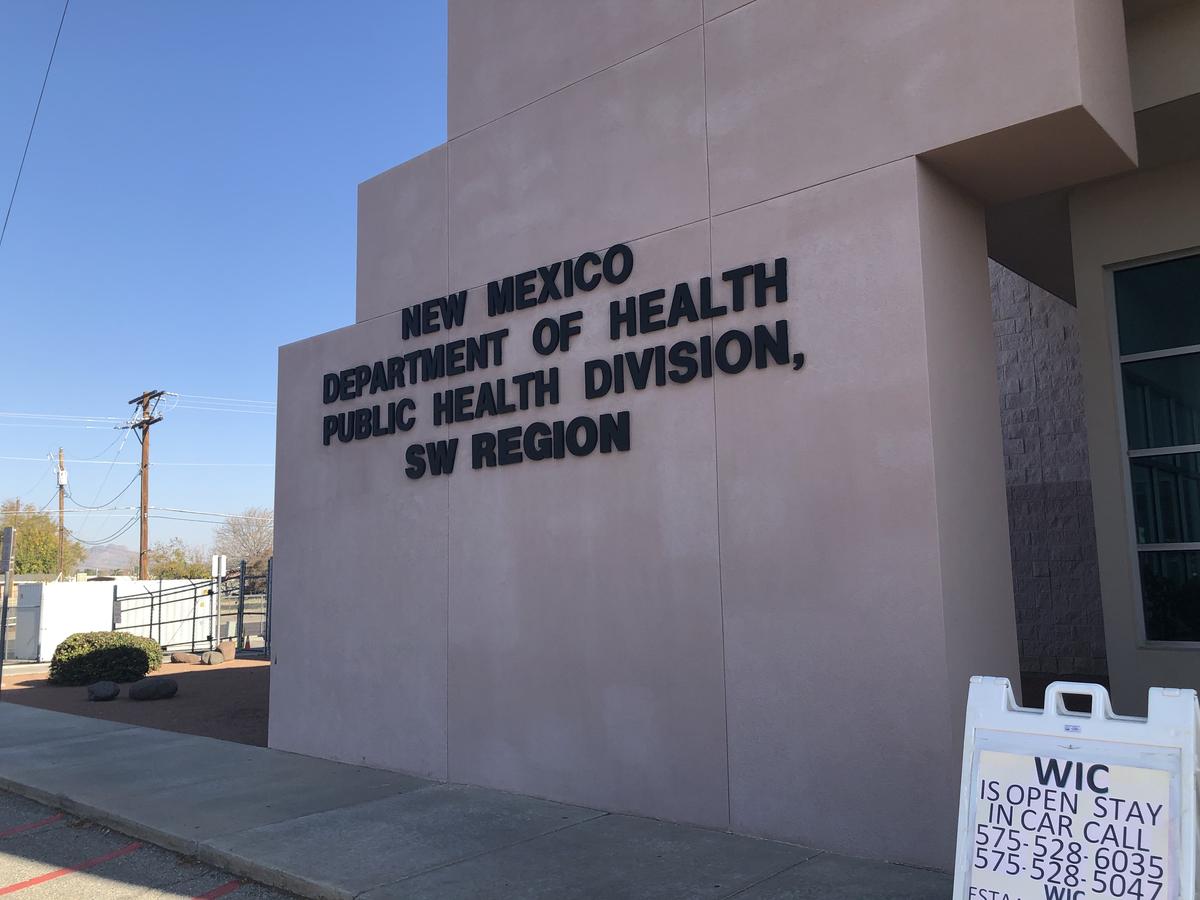 NEW MEXICO
DEPARTMENT OF HEALTH
PUBLIC HEALTH DIVISION,
SW REGION
WIC
IS OPEN STAY
IN CAR CALL
575-528-6035
575-528-5047
WIC